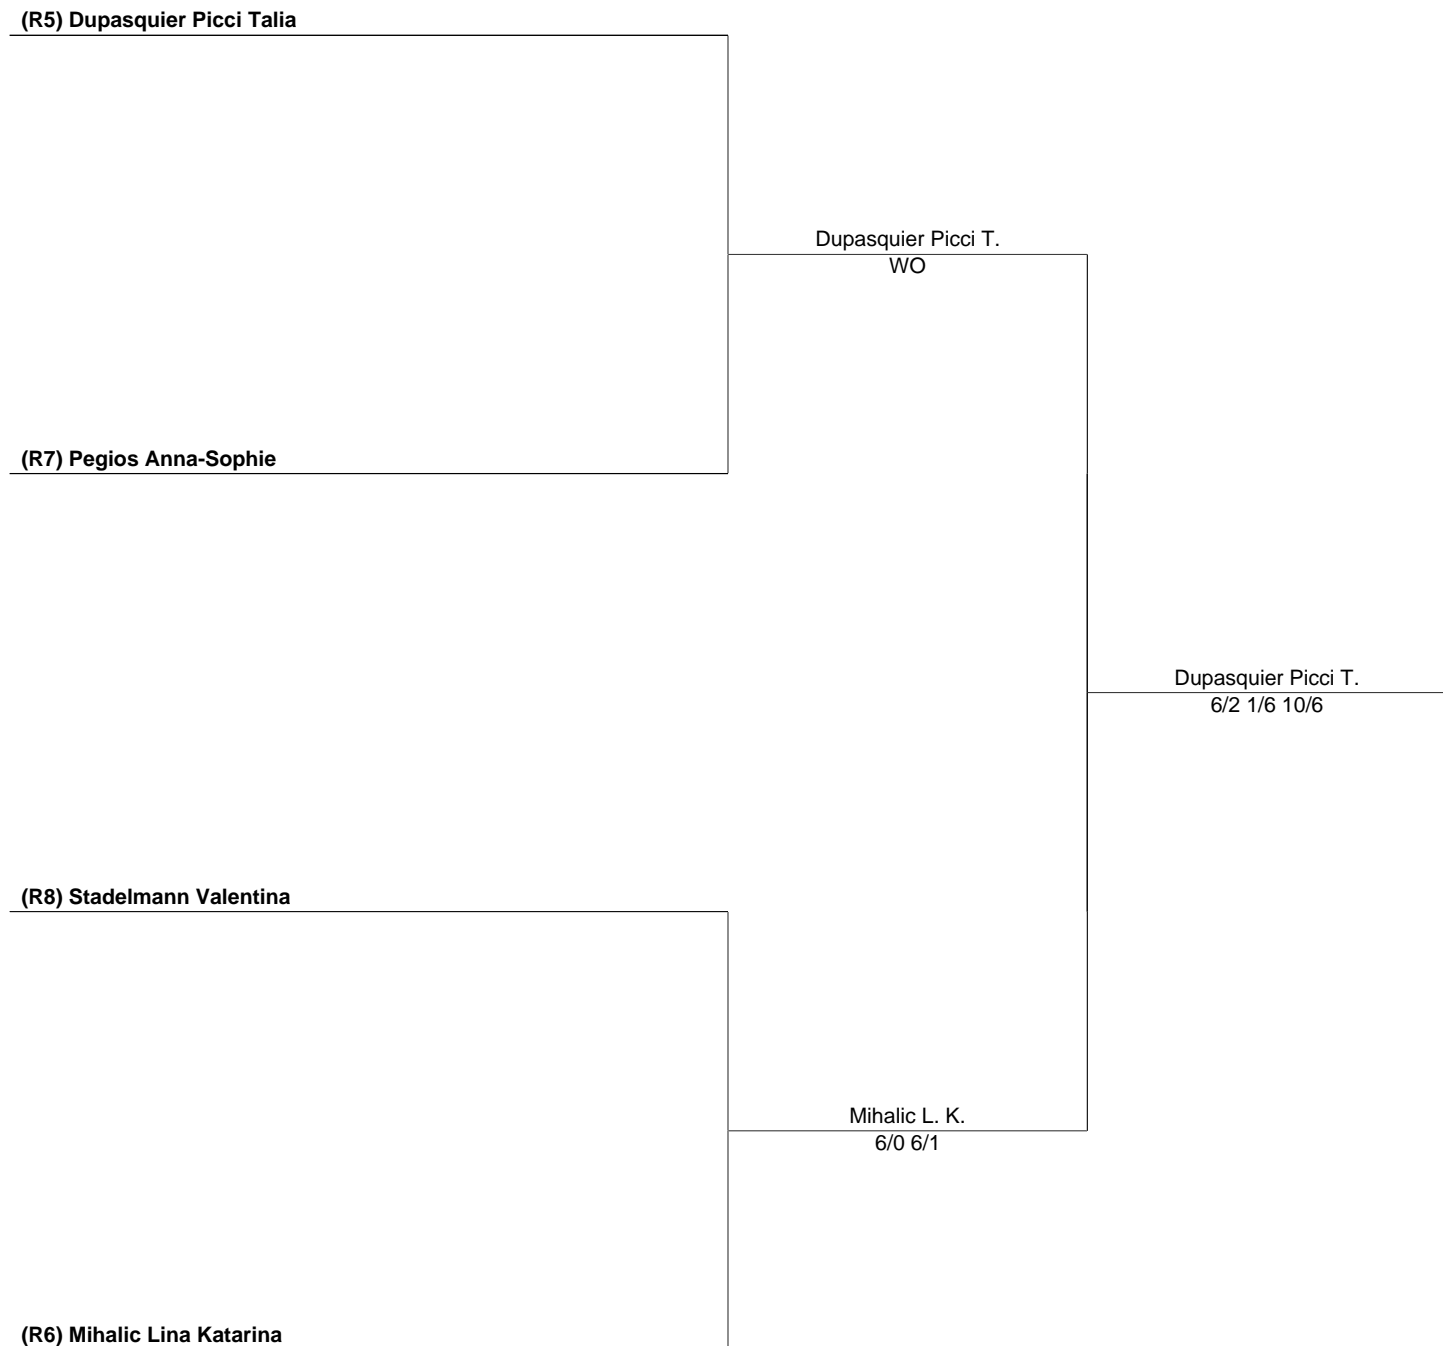 (R5) Dupasquier Picci Talia
Dupasquier Picci T.
WO
(R7) Pegios Anna-Sophie
Dupasquier Picci T.
6/2 1/6 10/6
(R8) Stadelmann Valentina
Mihalic L. K.
6/0 6/1
(R6) Mihalic Lina Katarina